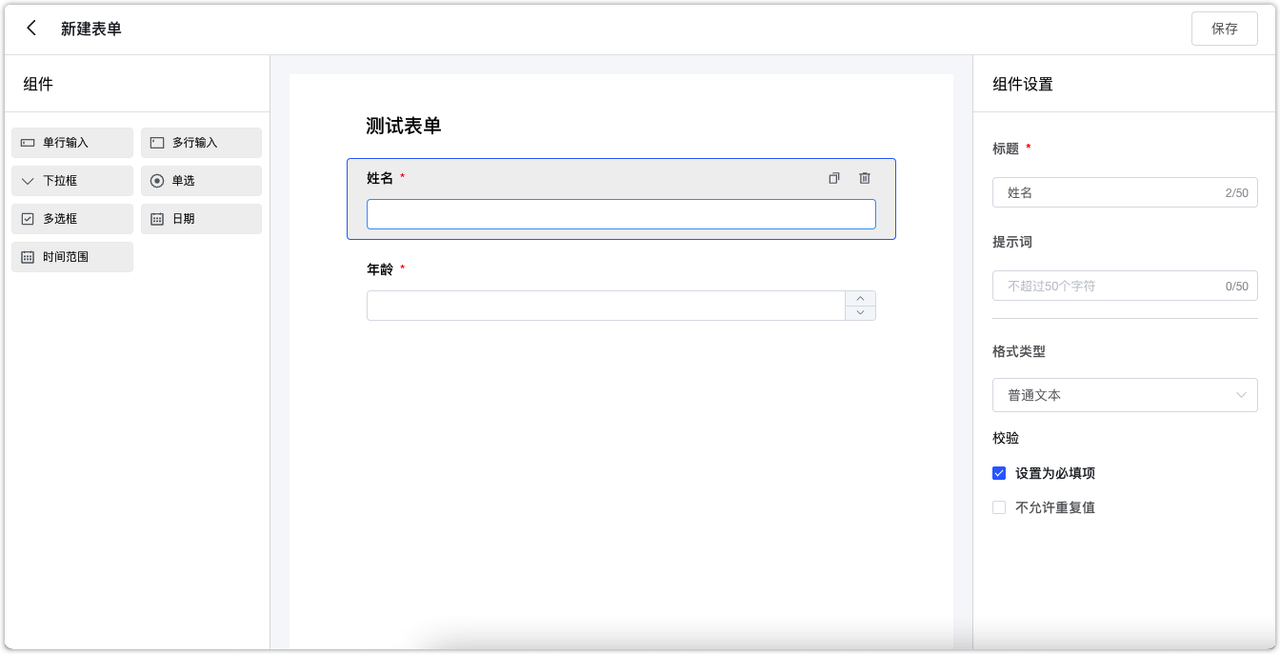 新建表单
保存
组件
单行输入
多行输入
下拉框
单选
多选框
日期
时间范围
测试表单
姓名 *
年龄 *
组件设置
标题 *
姓名 2/50
提示词
不超过50个字符 0/50
格式类型
普通文本
校验
设置为必填项
不允许重复值